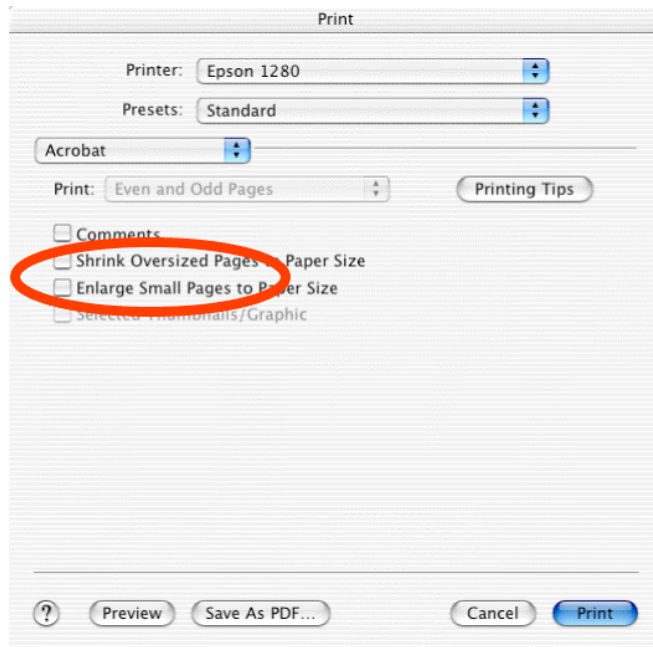 Print
Printer: Epson 1280
Presets: Standard
Acrobat
Print: Even and Odd Pages Printing Tips
Comments
Shrink Oversized Pages to Paper Size
Enlarge Small Pages to Paper Size
Selected Thumbnails/Graphic
? Preview Save As PDF... Cancel Print